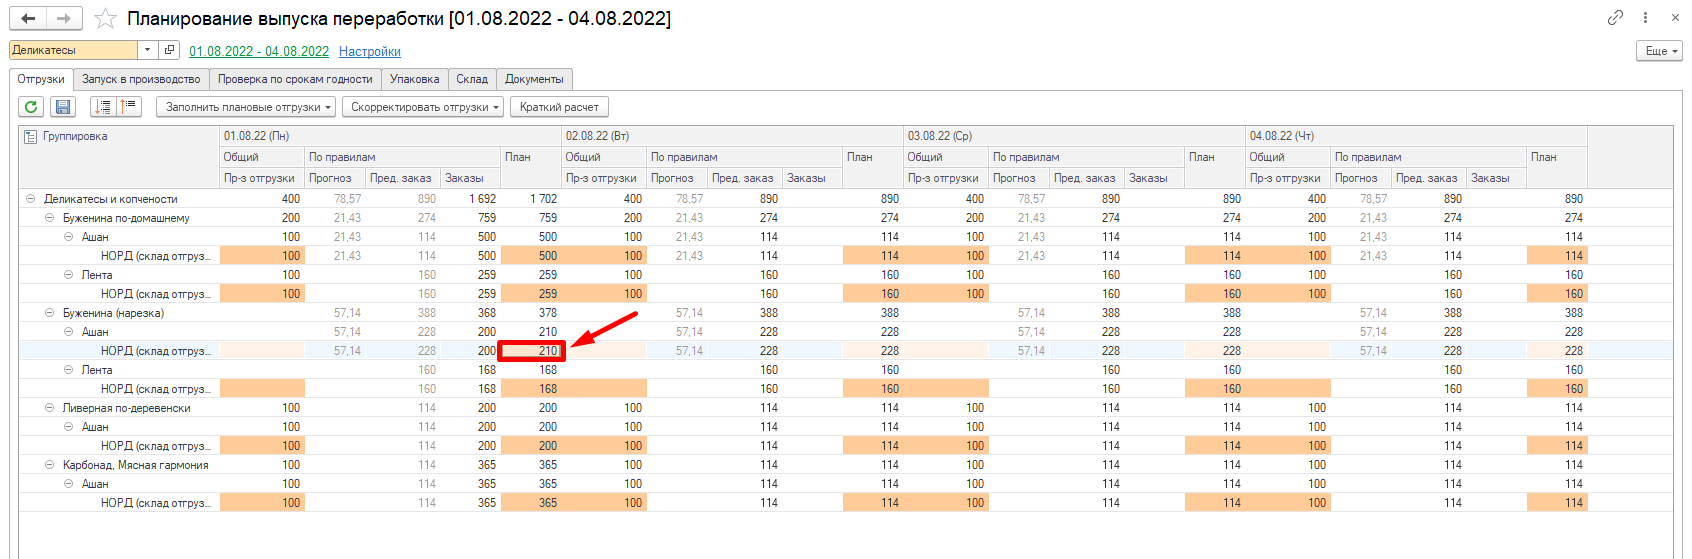 Планирование выпуска переработки [01.08.2022 - 04.08.2022]
Деликатесы 01.08.2022 - 04.08.2022 Настройки Еще
Отгрузки Запуск в производство Проверка по срокам годности Упаковка Склад Документы
Заполнить плановые отгрузки Скорректировать отгрузки Краткий расчет
Группировка 01.08.22 (Пн) 02.08.22 (Вт) 03.08.22 (Ср) 04.08.22 (Чт)
Общий По правилам План Общий По правилам План Общий По правилам План Общий По правилам План
Пр-з отгрузки Прогноз Пред. заказ Заказы Пр-з отгрузки Прогноз Пред. заказ Заказы Пр-з отгрузки Прогноз Пред. заказ Заказы Пр-з отгрузки Прогноз Пред. заказ Заказы
Деликатесы и копчености 400 78,57 890 1 692 1 702 400 78,57 890 890 400 78,57 890 890 400 78,57 890 890
Буженина по-домашнему 200 21,43 274 759 759 200 21,43 274 274 200 21,43 274 274 200 21,43 274 274
Ашан 100 21,43 114 500 500 100 21,43 114 114 100 21,43 114 114 100 21,43 114 114
НОРД (склад отгруз... 100 21,43 114 500 500 100 21,43 114 114 100 21,43 114 114 100 21,43 114 114
Лента 100 160 259 259 100 160 160 100 160 160 100 160 160
НОРД (склад отгруз... 100 160 259 259 100 160 160 100 160 160 100 160 160
Буженина (нарезка) 57,14 388 368 378 57,14 388 388 57,14 388 388 57,14 388 388
Ашан 57,14 228 200 210 57,14 228 228 57,14 228 228 57,14 228 228
НОРД (склад отгруз... 57,14 228 200 210 57,14 228 228 57,14 228 228 57,14 228 228
Лента 160 168 168 160 160 160 160 160 160
НОРД (склад отгруз... 160 168 168 160 160 160 160 160 160
Ливерная по-деревенски 100 114 200 200 100 114 114 100 114 114 100 114 114
Ашан 100 114 200 200 100 114 114 100 114 114 100 114 114
НОРД (склад отгруз... 100 114 200 200 100 114 114 100 114 114 100 114 114
Карбонад, Мясная гармония 100 114 365 365 100 114 114 100 114 114 100 114 114
Ашан 100 114 365 365 100 114 114 100 114 114 100 114 114
НОРД (склад отгруз... 100 114 365 365 100 114 114 100 114 114 100 114 114